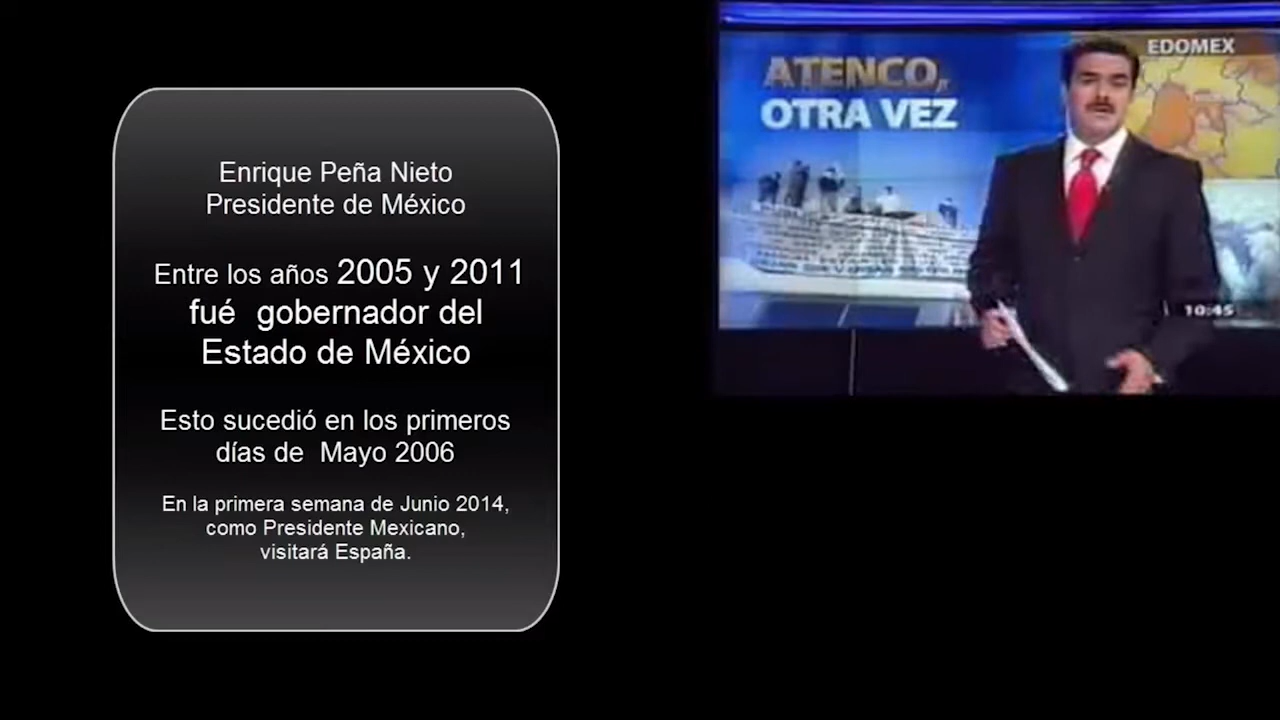 Enrique Peña Nieto
Presidente de México
Entre los años 2005 y 2011
fué gobernador del
Estado de México
Esto sucedió en los primeros
días de Mayo 2006
En la primera semana de Junio 2014,
como Presidente Mexicano,
visitará España.
EDOMEX
ATENCO,
OTRA VEZ
10:45